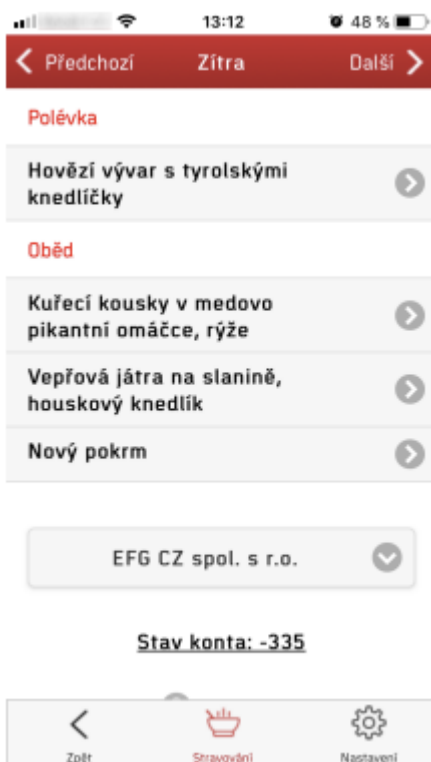 13:12
48 %
Předchozí Zítra Další
Polévka
Hovězí vývar s tyrolskými
knedlíčky
Oběd
Kuřecí kousky v medovo
pikantní omáčce, rýže
Vepřová játra na slanině,
houskový knedlík
Nový pokrm
EFG CZ spol. s r.o.
Stav konta: -335
Zpět Stravování Nastavení